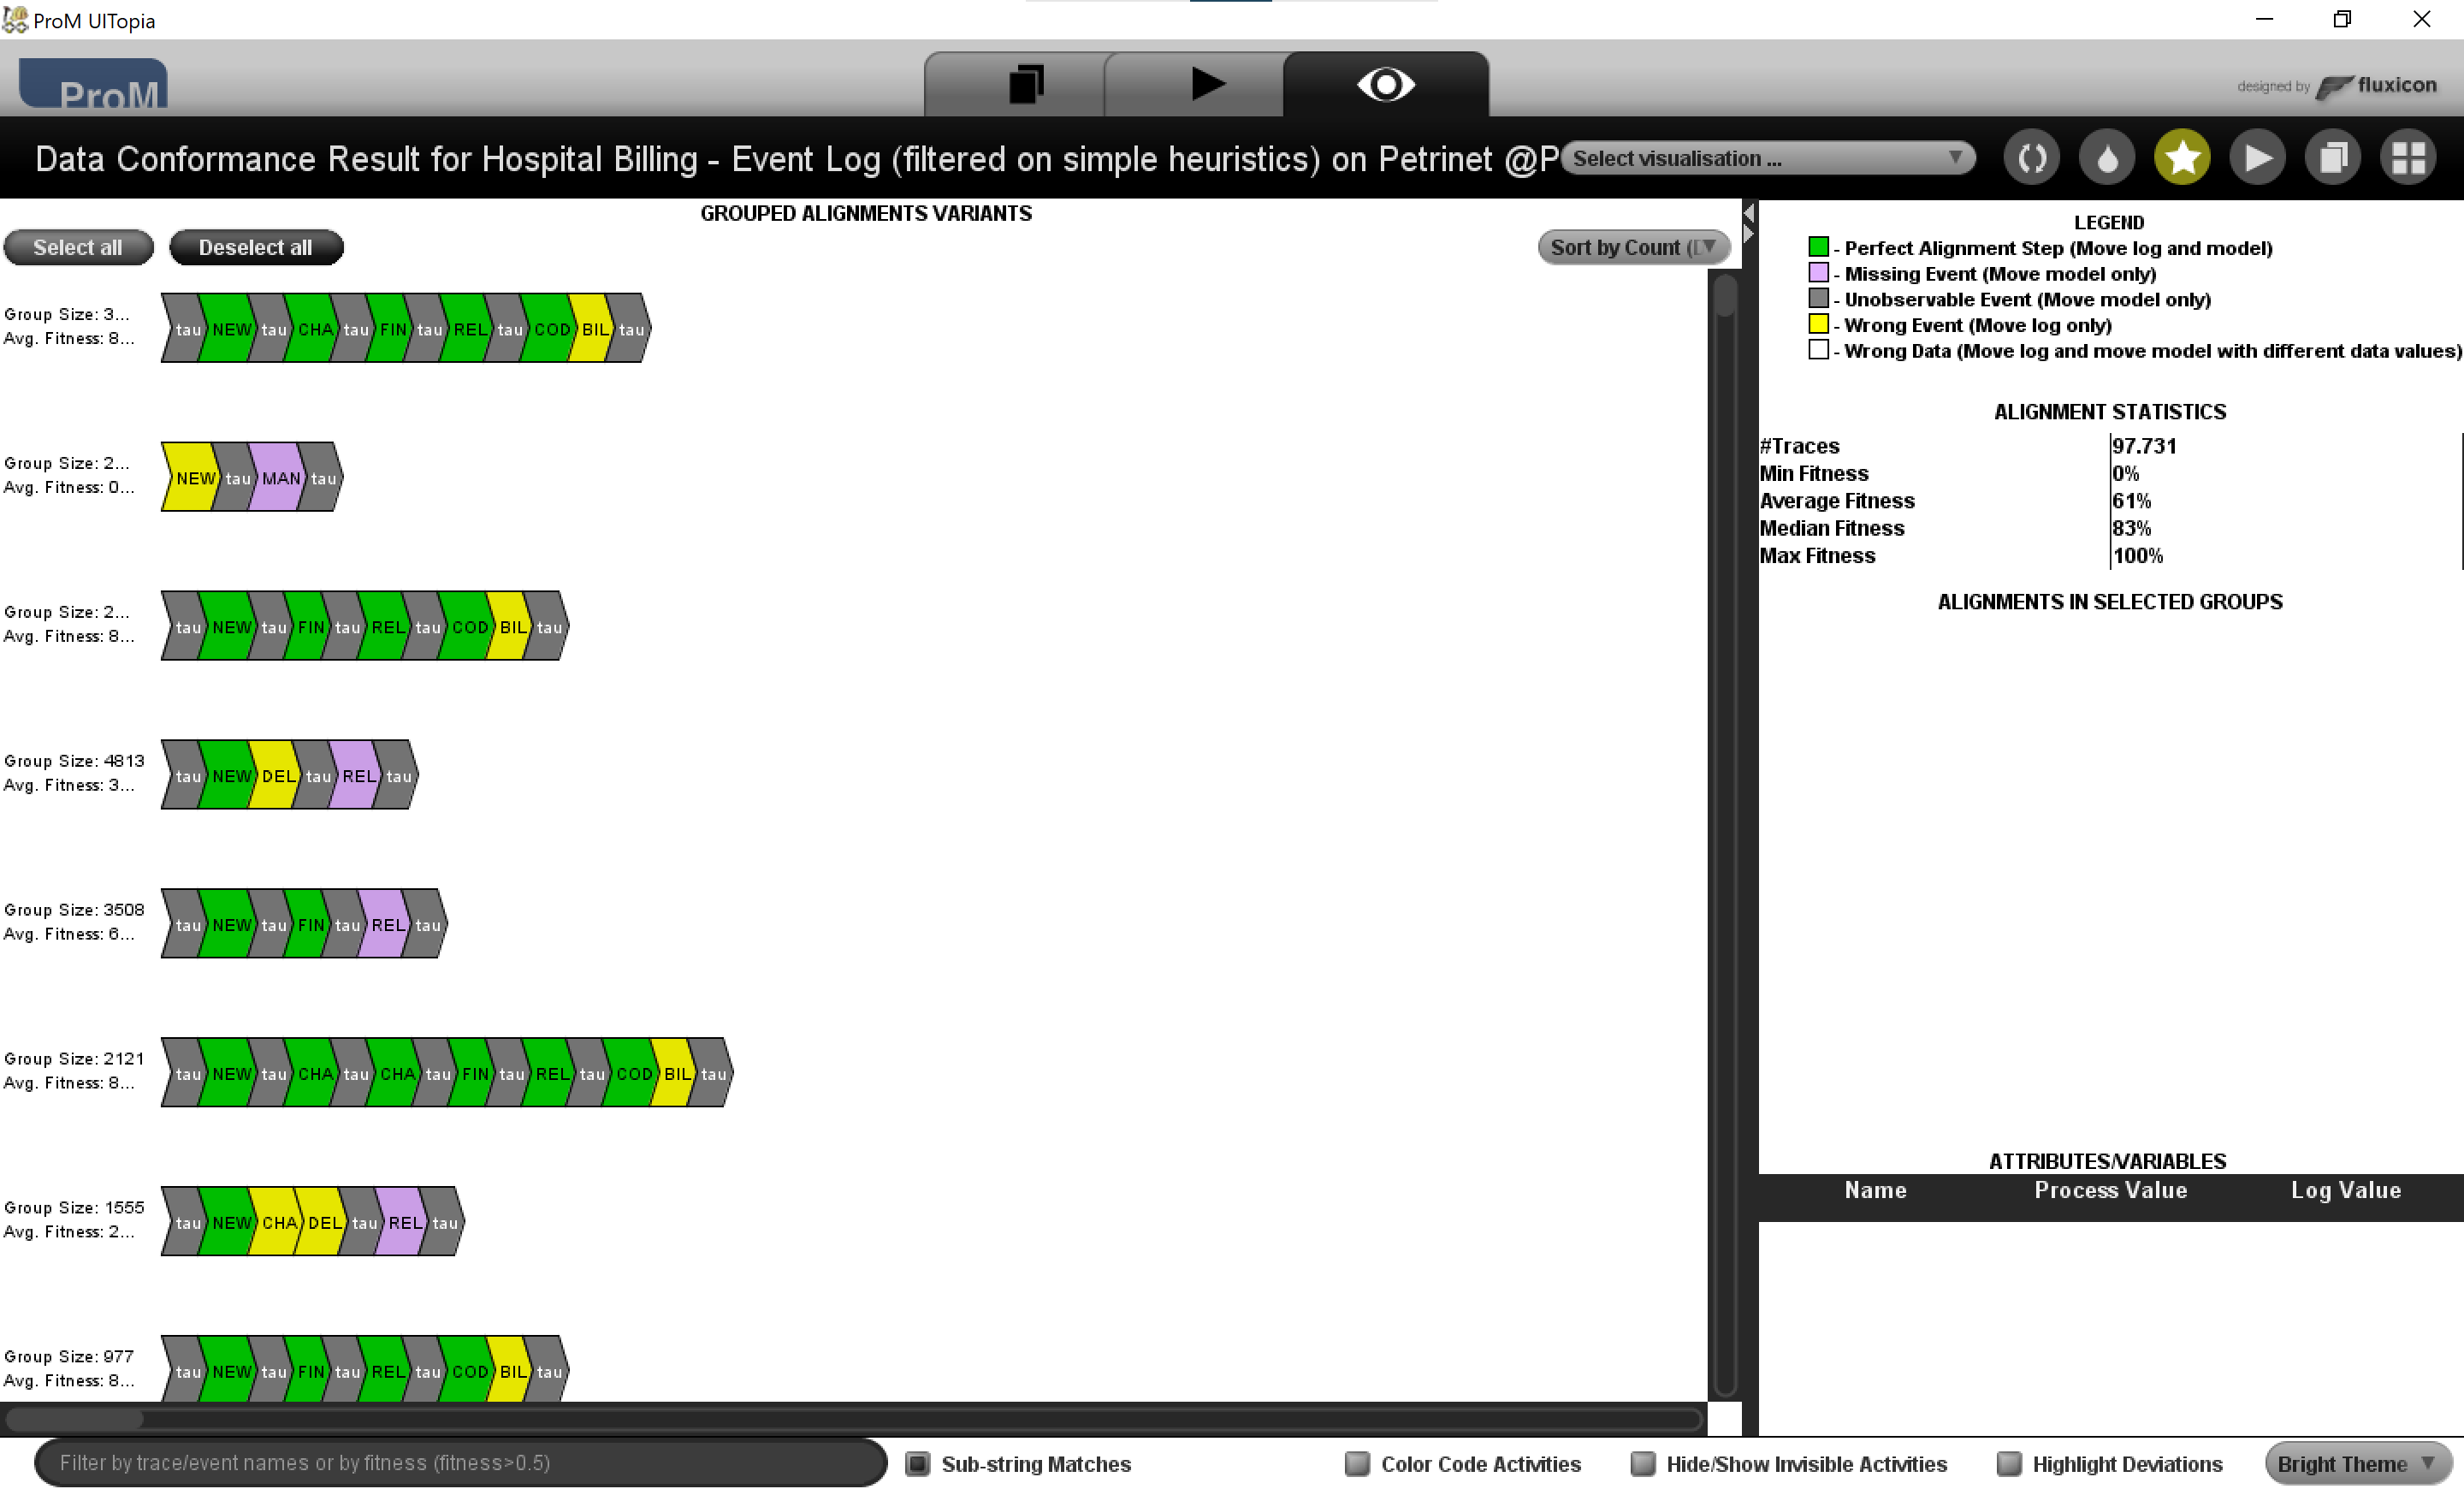 ProM UITopia
ProM
designed by fluxicon
Data Conformance Result for Hospital Billing - Event Log (filtered on simple heuristics) on Petrinet @P
Select visualisation ...
GROUPED ALIGNMENTS VARIANTS
Select all
Deselect all
Sort by Count (D
Group Size: 3...
Avg. Fitness: 8...
tau NEW tau CHA tau FIN tau REL tau COD BIL tau
Group Size: 2...
Avg. Fitness: 0...
NEW tau MAN tau
Group Size: 2...
Avg. Fitness: 8...
tau NEW tau FIN tau REL tau COD BIL tau
Group Size: 4813
Avg. Fitness: 3...
tau NEW DEL tau REL tau
Group Size: 3508
Avg. Fitness: 6...
tau NEW tau FIN tau REL tau
Group Size: 2121
Avg. Fitness: 8...
tau NEW tau CHA tau CHA tau FIN tau REL tau COD BIL tau
Group Size: 1555
Avg. Fitness: 2...
tau NEW CHA DEL tau REL tau
Group Size: 977
Avg. Fitness: 8...
tau NEW tau FIN tau REL tau COD BIL tau
LEGEND
- Perfect Alignment Step (Move log and model)
- Missing Event (Move model only)
- Unobservable Event (Move model only)
- Wrong Event (Move log only)
- Wrong Data (Move log and move model with different data values)
ALIGNMENT STATISTICS
#Traces 97.731
Min Fitness 0%
Average Fitness 61%
Median Fitness 83%
Max Fitness 100%
ALIGNMENTS IN SELECTED GROUPS
ATTRIBUTES/VARIABLES
Name Process Value Log Value
Filter by trace/event names or by fitness (fitness>0.5)
Sub-string Matches
Color Code Activities
Hide/Show Invisible Activities
Highlight Deviations
Bright Theme